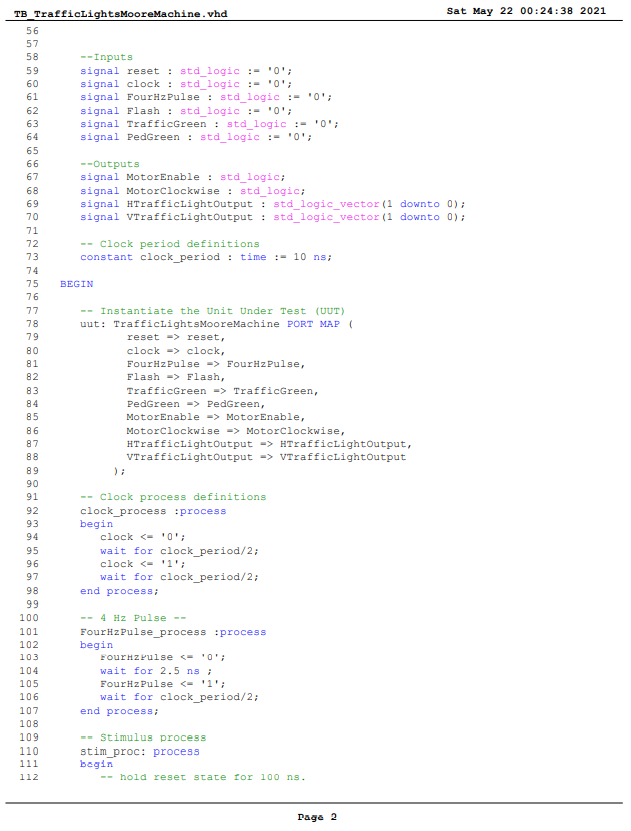 TB_TrafficLightsMooreMachine.vhd Sat May 22 00:24:38 2021
56
57
58 --Inputs
59 signal reset : std_logic := '0';
60 signal clock : std_logic := '0';
61 signal FourHzPulse : std_logic := '0';
62 signal Flash : std_logic := '0';
63 signal TrafficGreen : std_logic := '0';
64 signal PedGreen : std_logic := '0';
65
66 --Outputs
67 signal MotorEnable : std_logic;
68 signal MotorClockwise : std_logic;
69 signal HTrafficLightOutput : std_logic_vector(1 downto 0);
70 signal VTrafficLightOutput : std_logic_vector(1 downto 0);
71
72 -- Clock period definitions
73 constant clock_period : time := 10 ns;
74
75 BEGIN
76
77 -- Instantiate the Unit Under Test (UUT)
78 uut: TrafficLightsMooreMachine PORT MAP (
79 reset => reset,
80 clock => clock,
81 FourHzPulse => FourHzPulse,
82 Flash => Flash,
83 TrafficGreen => TrafficGreen,
84 PedGreen => PedGreen,
85 MotorEnable => MotorEnable,
86 MotorClockwise => MotorClockwise,
87 HTrafficLightOutput => HTrafficLightOutput,
88 VTrafficLightOutput => VTrafficLightOutput
89 );
90
91 -- Clock process definitions
92 clock_process :process
93 begin
94 clock <= '0';
95 wait for clock_period/2;
96 clock <= '1';
97 wait for clock_period/2;
98 end process;
99
100 -- 4 Hz Pulse --
101 FourHzPulse_process :process
102 begin
103 FourHzPulse <= '0';
104 wait for 2.5 ns ;
105 FourHzPulse <= '1';
106 wait for clock_period/2;
107 end process;
108
109 -- Stimulus process
110 stim_proc: process
111 begin
112 -- hold reset state for 100 ns.
Page 2